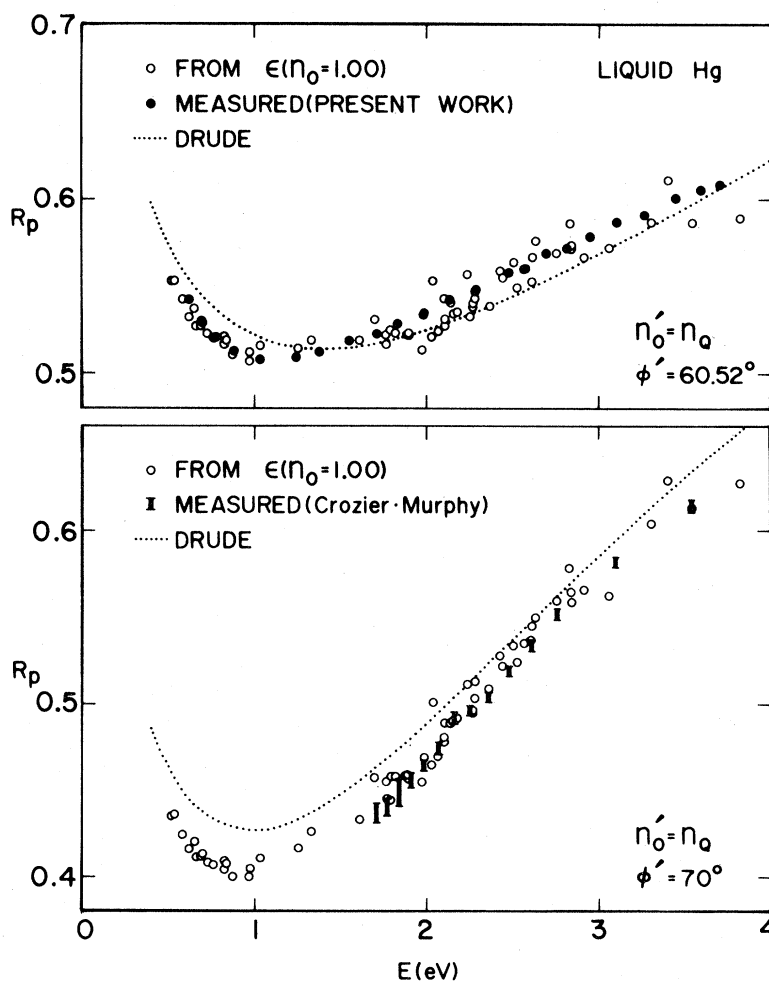 0.7
FROM ϵ(n₀=1.00)
LIQUID Hg
MEASURED(PRESENT WORK)
DRUDE
0.6
Rp
0.5
n₀′=nQ
ϕ′=60.52°
FROM ϵ(n₀=1.00)
MEASURED(Crozier·Murphy)
DRUDE
0.6
Rp
0.5
n₀′=nQ
ϕ′=70°
0.4
0 1 2 3 4
E(eV)